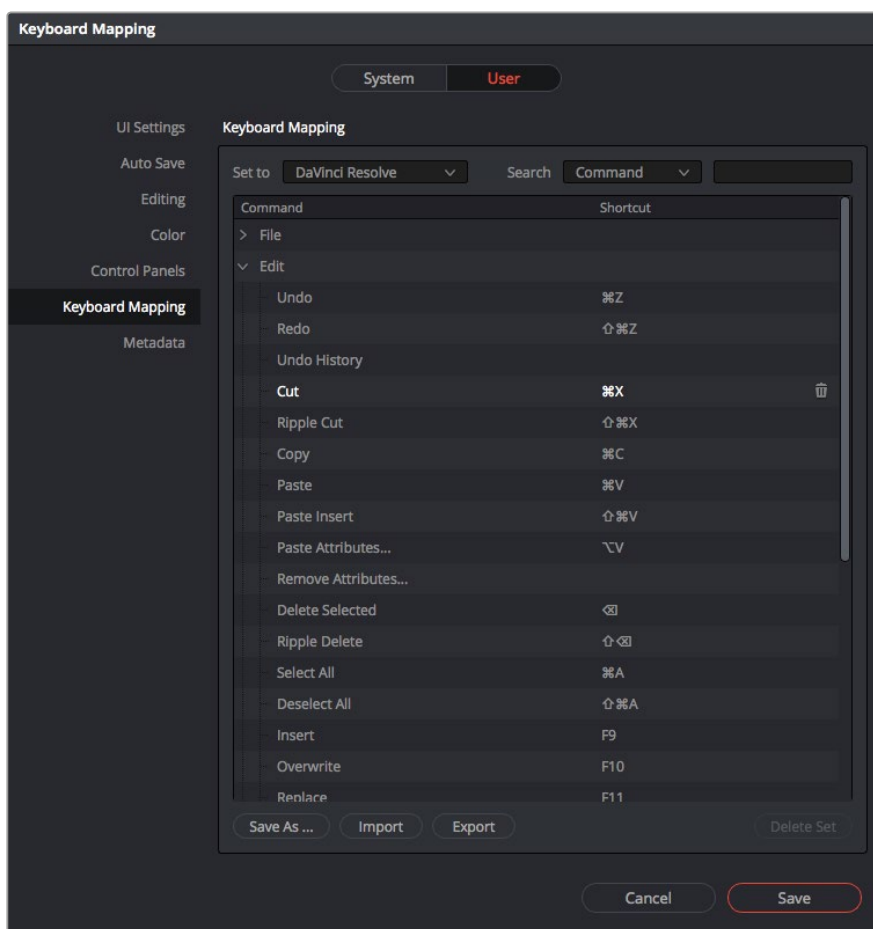 Keyboard Mapping
System User
UI Settings
Auto Save
Editing
Color
Control Panels
Keyboard Mapping
Metadata
Keyboard Mapping
Set to DaVinci Resolve Search Command
Command Shortcut
> File
Edit
Undo ⌘Z
Redo ⇧⌘Z
Undo History
Cut ⌘X
Ripple Cut ⇧⌘X
Copy ⌘C
Paste ⌘V
Paste Insert ⇧⌘V
Paste Attributes... ⌥V
Remove Attributes...
Delete Selected ⌫
Ripple Delete ⇧⌫
Select All ⌘A
Deselect All ⇧⌘A
Insert F9
Overwrite F10
Replace F11
Save As ... Import Export Delete Set
Cancel Save